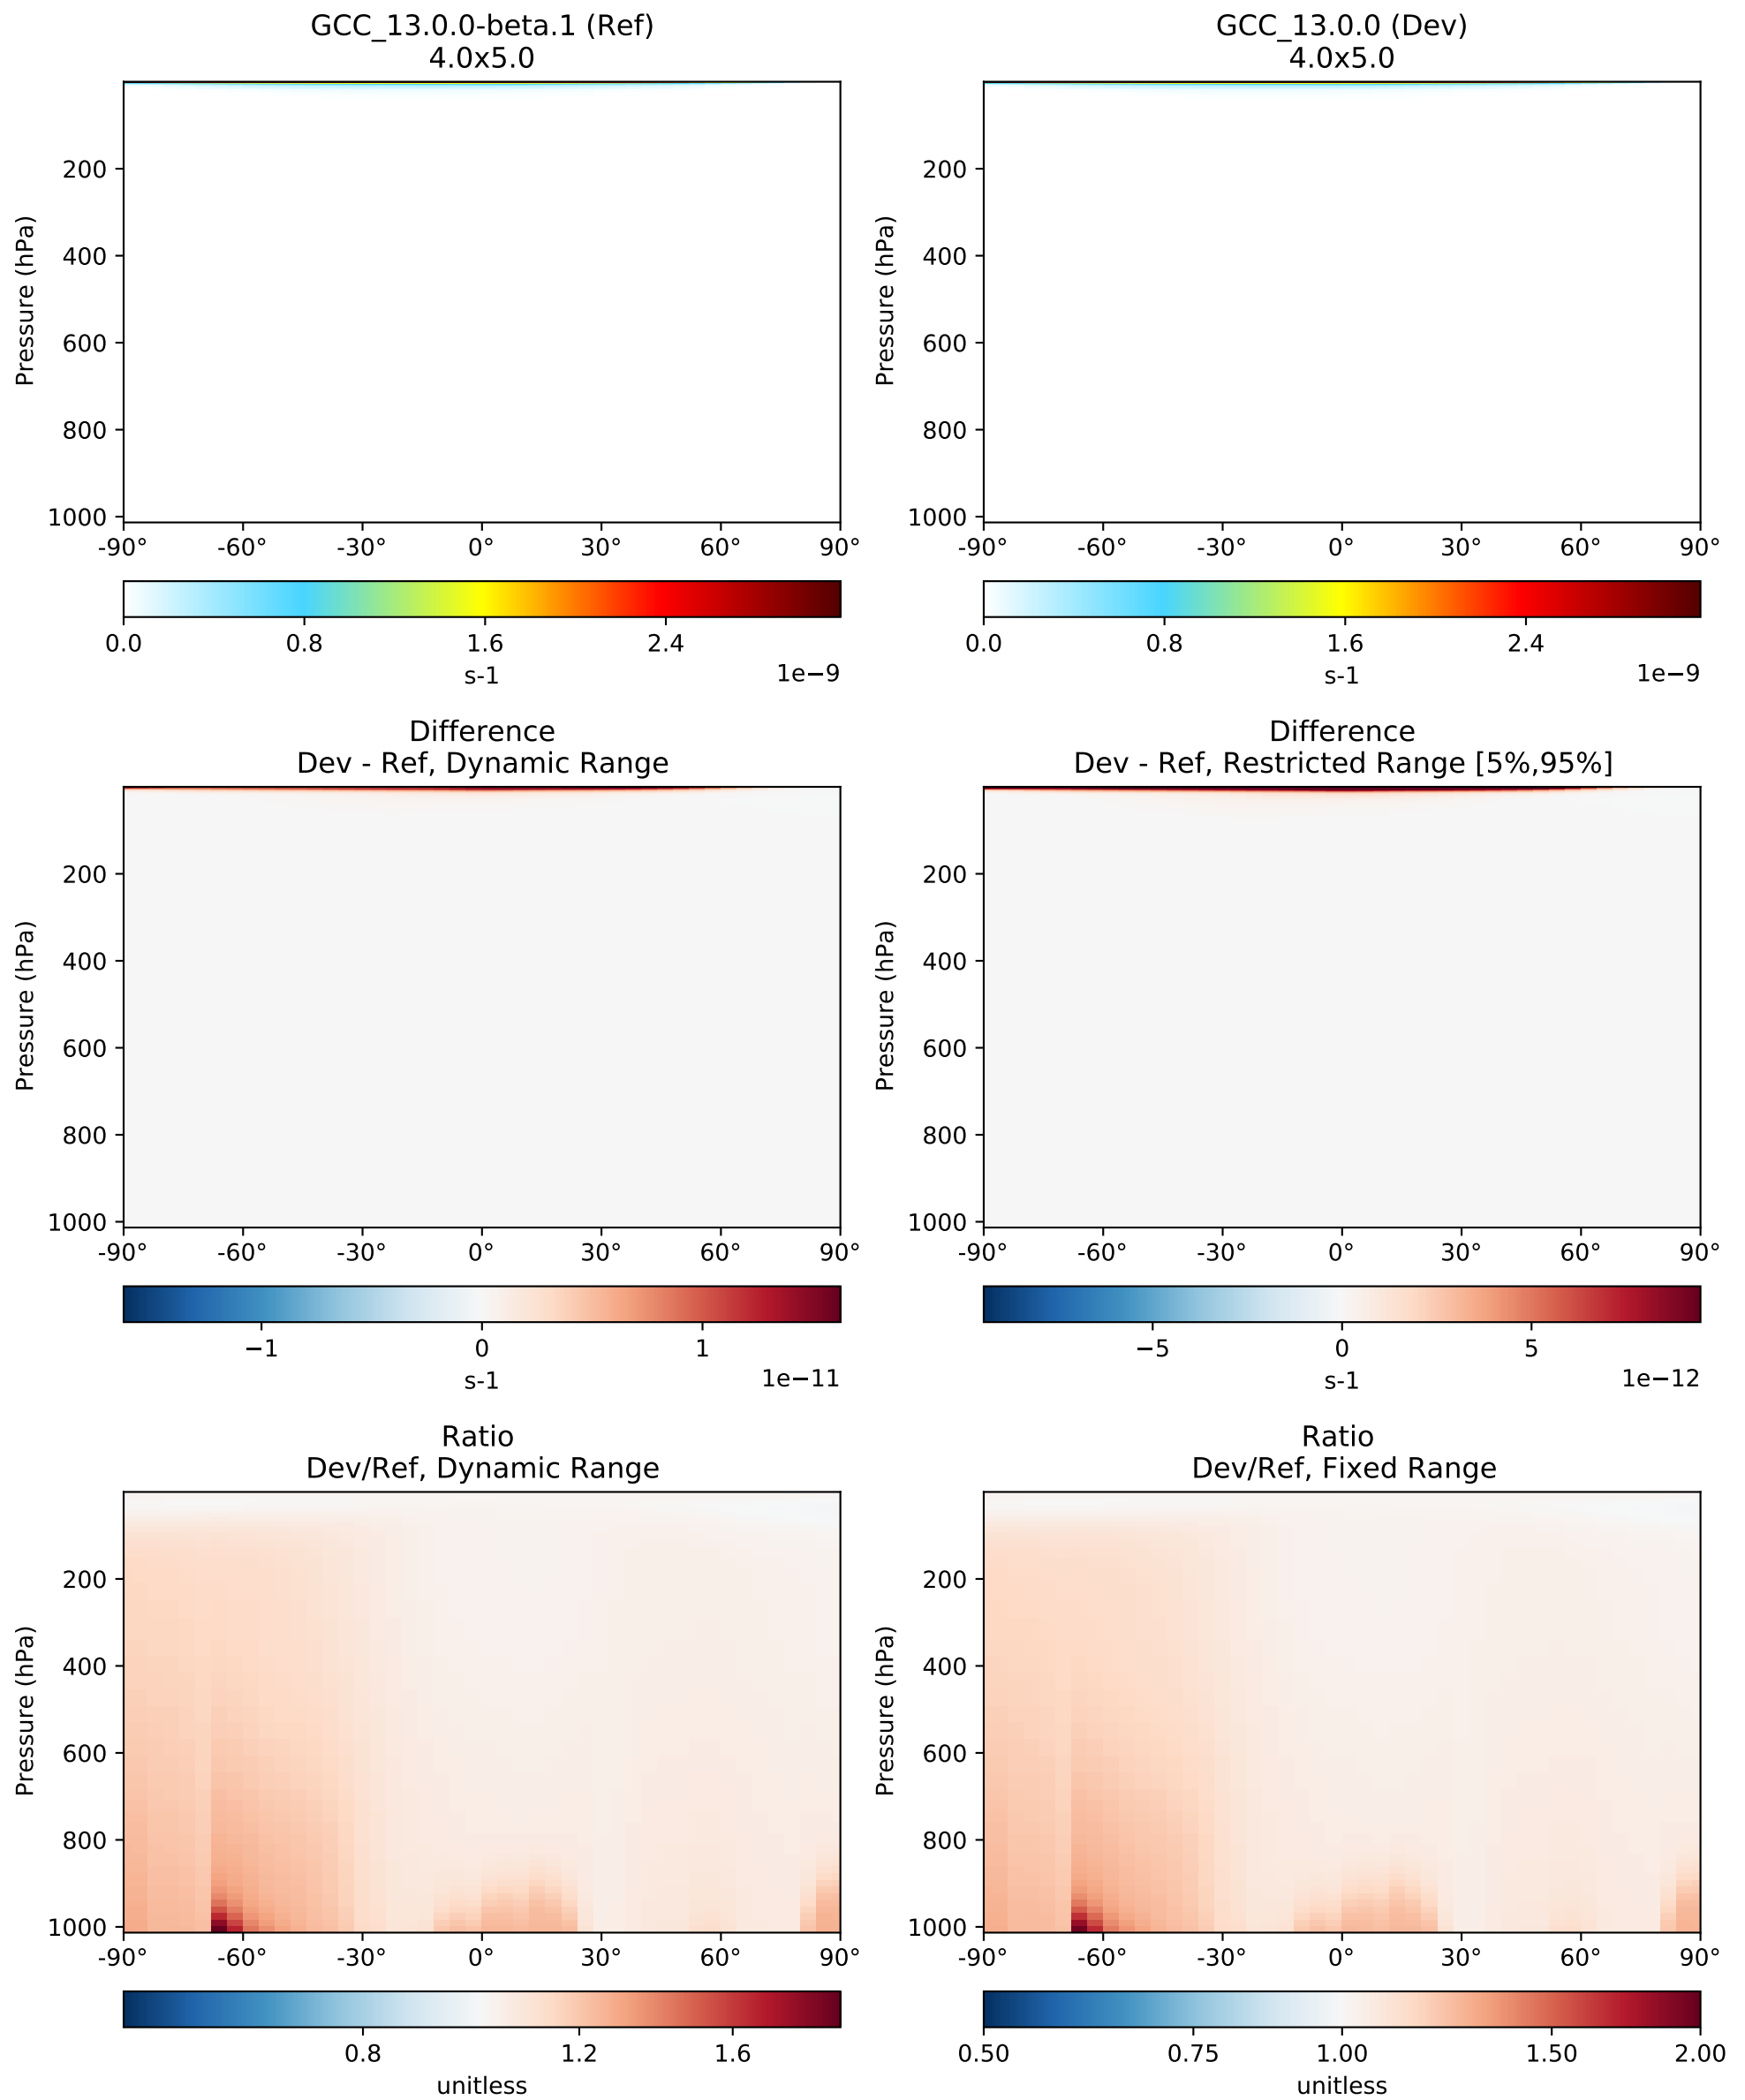 GCC_13.0.0-beta.1 (Ref)
4.0x5.0
Pressure (hPa)
200
400
600
800
1000
-90° -60° -30° 0° 30° 60° 90°
0.0 0.8 1.6 2.4
s-1 1e−9
GCC_13.0.0 (Dev)
4.0x5.0
Pressure (hPa)
200
400
600
800
1000
-90° -60° -30° 0° 30° 60° 90°
0.0 0.8 1.6 2.4
s-1 1e−9
Difference
Dev - Ref, Dynamic Range
Pressure (hPa)
200
400
600
800
1000
-90° -60° -30° 0° 30° 60° 90°
−1 0 1
s-1 1e−11
Difference
Dev - Ref, Restricted Range [5%,95%]
Pressure (hPa)
200
400
600
800
1000
-90° -60° -30° 0° 30° 60° 90°
−5 0 5
s-1 1e−12
Ratio
Dev/Ref, Dynamic Range
Pressure (hPa)
200
400
600
800
1000
-90° -60° -30° 0° 30° 60° 90°
0.8 1.2 1.6
unitless
Ratio
Dev/Ref, Fixed Range
Pressure (hPa)
200
400
600
800
1000
-90° -60° -30° 0° 30° 60° 90°
0.50 0.75 1.00 1.50 2.00
unitless